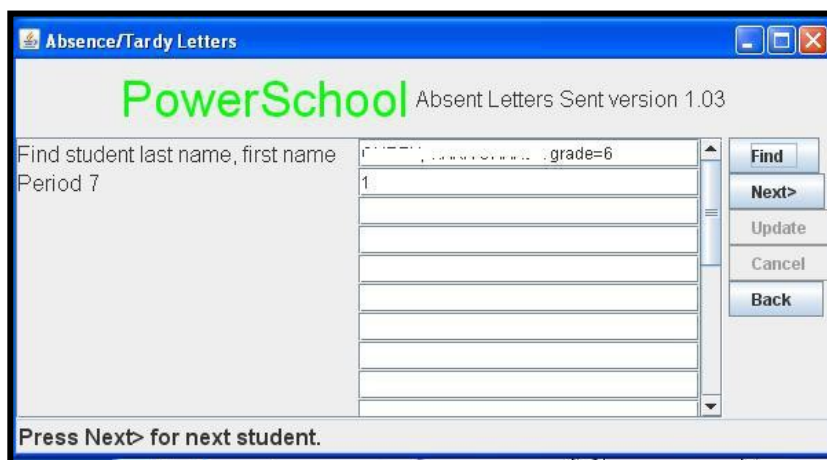 Absence/Tardy Letters
PowerSchool Absent Letters Sent version 1.03
Find student last name, first name
grade=6
Period 7
1
Find
Next>
Update
Cancel
Back
Press Next> for next student.